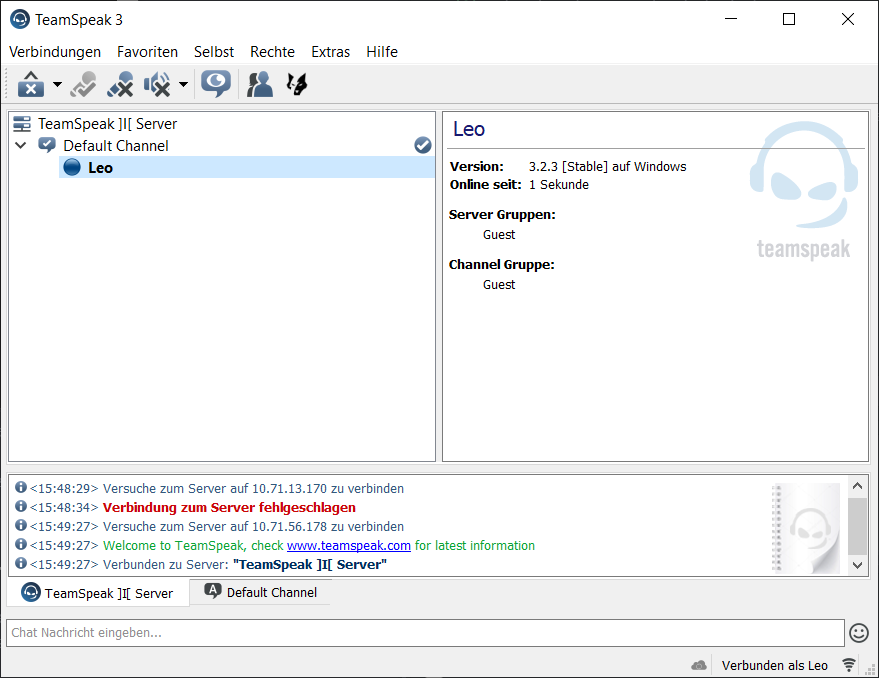 TeamSpeak 3
Verbindungen Favoriten Selbst Rechte Extras Hilfe
TeamSpeak ]I[ Server
Default Channel
Leo
Leo
Version: 3.2.3 [Stable] auf Windows
Online seit: 1 Sekunde
Server Gruppen:
Guest
Channel Gruppe:
Guest
teamspeak
<15:48:29> Versuche zum Server auf 10.71.13.170 zu verbinden
<15:48:34> Verbindung zum Server fehlgeschlagen
<15:49:27> Versuche zum Server auf 10.71.56.178 zu verbinden
<15:49:27> Welcome to TeamSpeak, check www.teamspeak.com for latest information
<15:49:27> Verbunden zu Server: "TeamSpeak ]I[ Server"
TeamSpeak ]I[ Server
A Default Channel
Chat Nachricht eingeben...
Verbunden als Leo